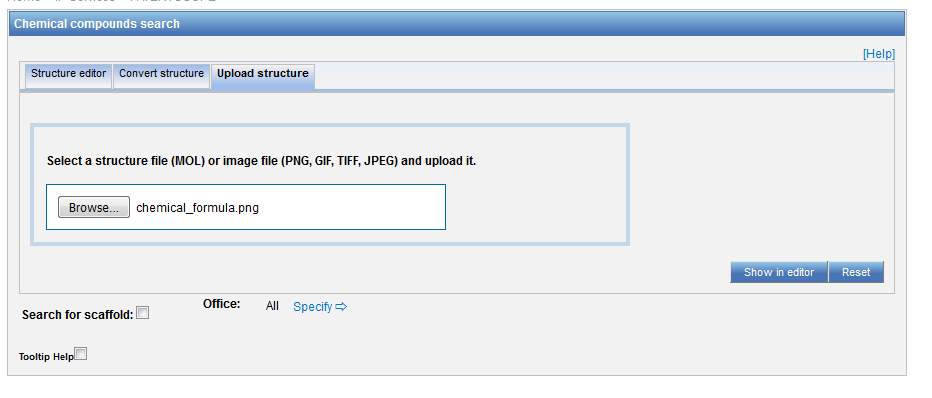 Chemical compounds search
[Help]
Structure editor Convert structure Upload structure
Select a structure file (MOL) or image file (PNG, GIF, TIFF, JPEG) and upload it.
Browse... chemical_formula.png
Show in editor Reset
Search for scaffold: Office: All Specify ⇨
Tooltip Help